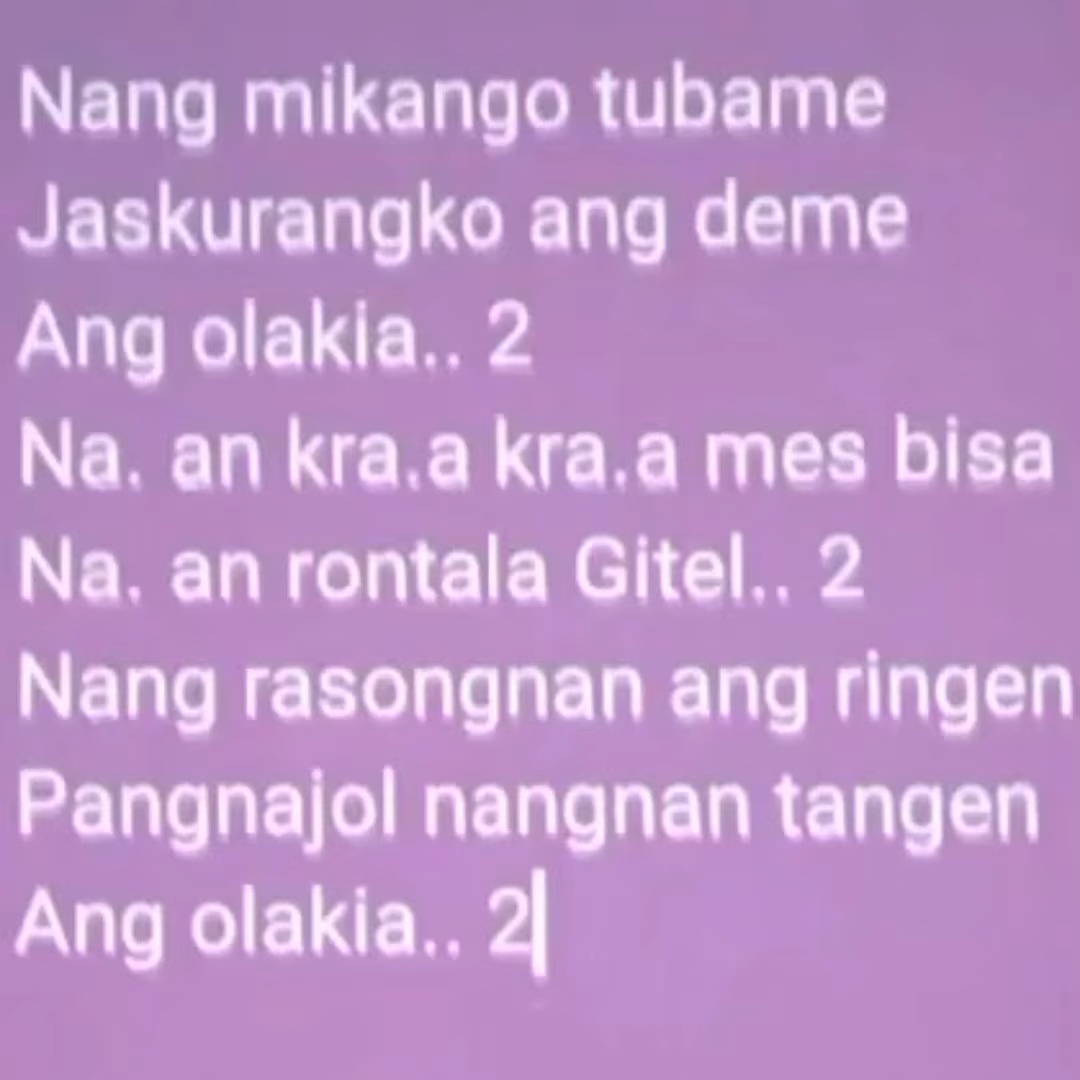 Nang mikango tubame
Jaskurangko ang deme
Ang olakia.. 2
Na. an kra.a kra.a mes bisa
Na. an rontala Gitel.. 2
Nang rasongnan ang ringen
Pangnajol nangnan tangen
Ang olakia.. 2